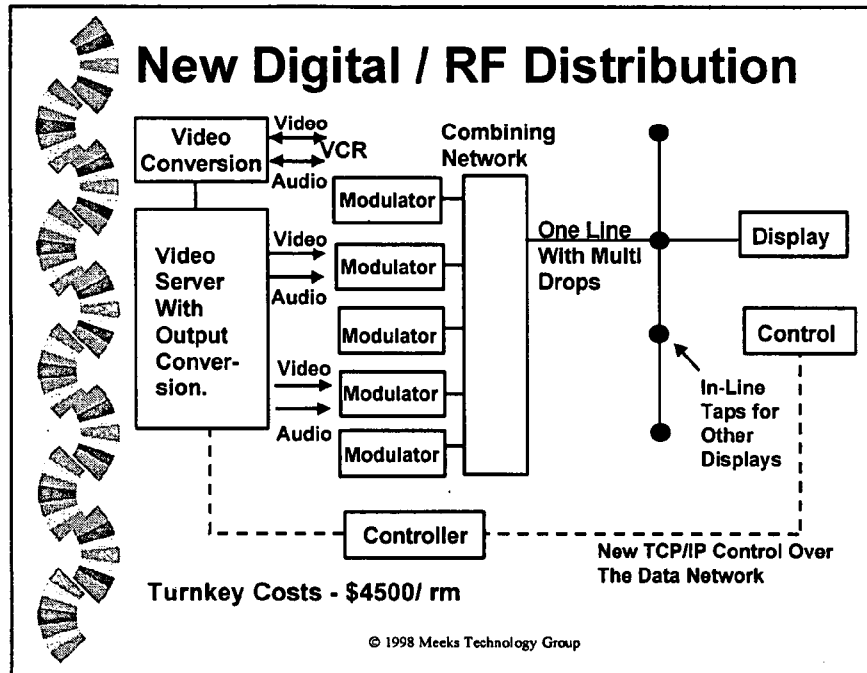 New Digital / RF Distribution
Video
Conversion
Video
VCR
Audio
Combining
Network
Modulator
Video
Server
With
Output
Conver-
sion.
Video
Audio
Modulator
Modulator
Video
Audio
Modulator
Modulator
One Line
With Multi
Drops
Display
Control
In-Line
Taps for
Other
Displays
Controller
New TCP/IP Control Over
The Data Network
Turnkey Costs - $4500/ rm
© 1998 Meeks Technology Group